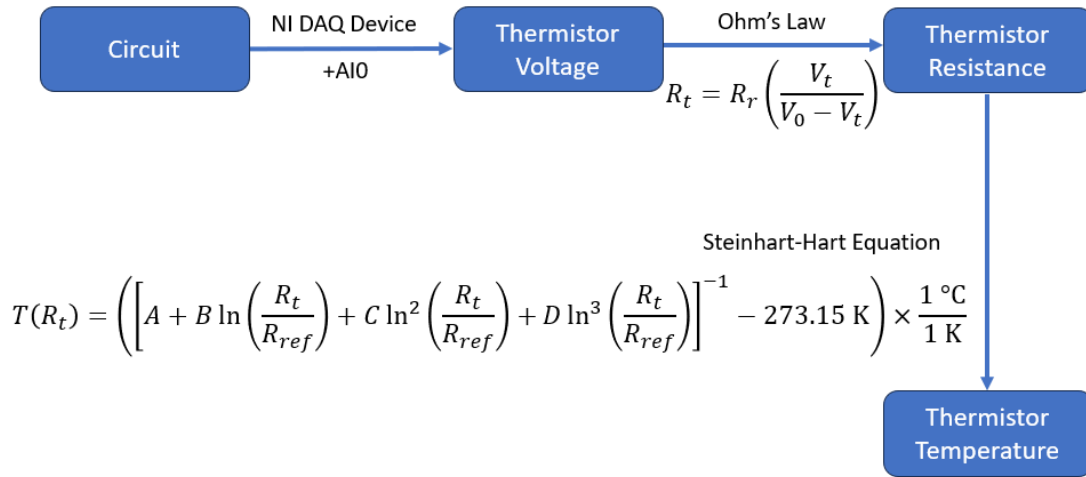 Circuit
NI DAQ Device
+AI0
Thermistor
Voltage
Ohm's Law
R_t = R_r (V_t / (V_0 − V_t))
Thermistor
Resistance
Steinhart-Hart Equation
T(R_t) = ([A + B ln(R_t / R_ref) + C ln²(R_t / R_ref) + D ln³(R_t / R_ref)]⁻¹ − 273.15 K) × 1 °C / 1 K
Thermistor
Temperature